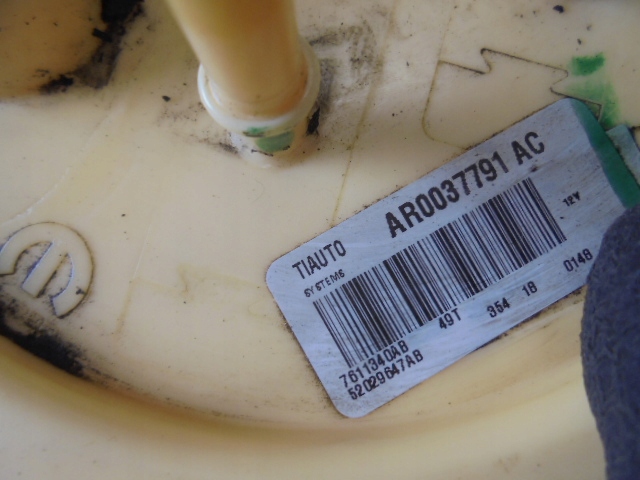 AR0037791 AC
TIAUTO
SYSTEMS
12V
49T 354 18 0148
7611340AB
52029647AB